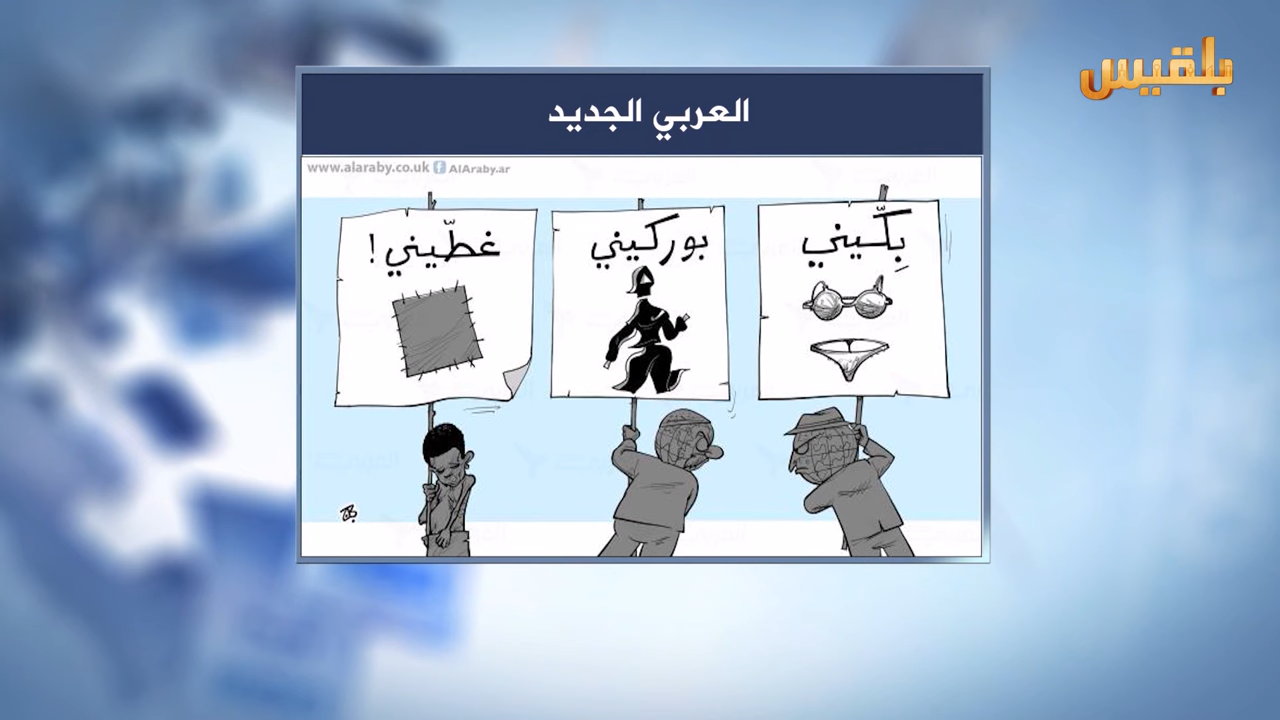 بلقيس
العربي الجديد
www.alaraby.co.uk AlAraby.ar
بِكّيني
بوركيني
غطّيني !